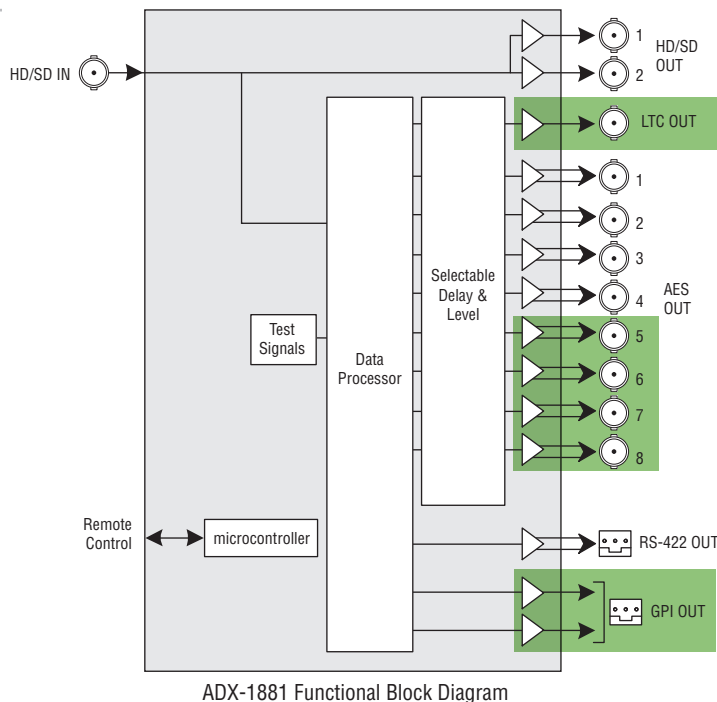 HD/SD IN
1
HD/SD
OUT
2
LTC OUT
1
2
3
4
AES
OUT
5
6
7
8
Selectable
Delay &
Level
Test
Signals
Data
Processor
Remote
Control
microcontroller
RS-422 OUT
GPI OUT
ADX-1881 Functional Block Diagram